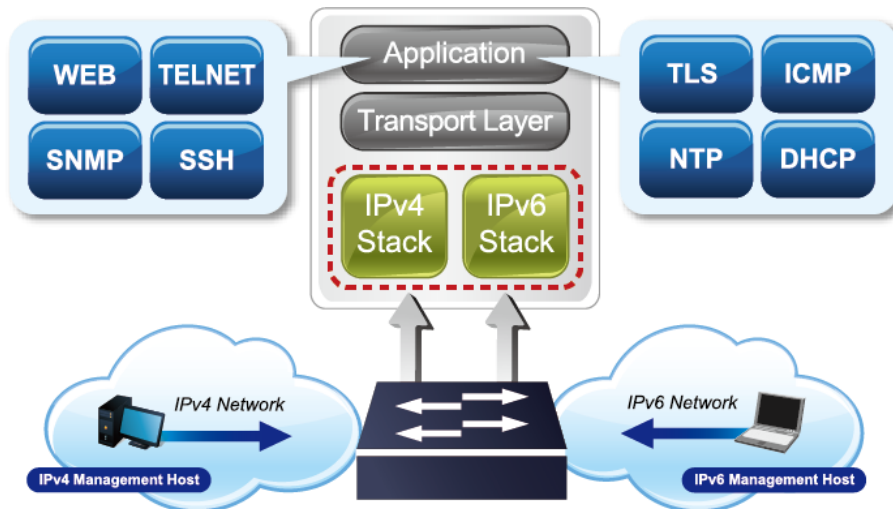 Application
WEB
TELNET
TLS
ICMP
Transport Layer
SNMP
SSH
NTP
DHCP
IPv4
Stack
IPv6
Stack
IPv4 Network
IPv6 Network
IPv4 Management Host
IPv6 Management Host